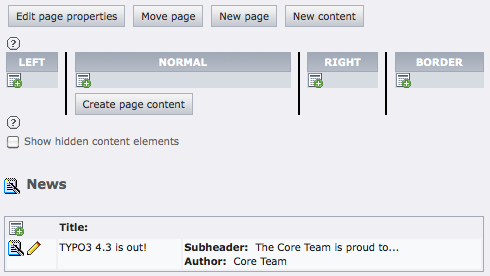 Edit page properties Move page New page New content
?
LEFT NORMAL RIGHT BORDER
Create page content
?
Show hidden content elements
News
Title:
TYPO3 4.3 is out! Subheader: The Core Team is proud to...
Author: Core Team